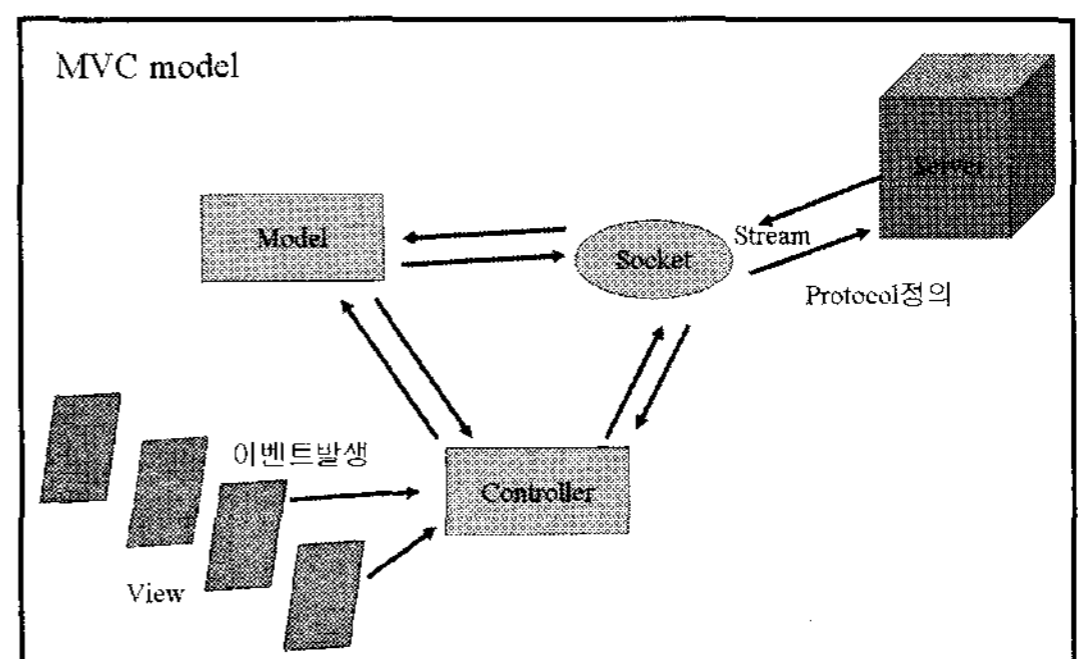 MVC model
Server
Model
Stream
Socket
Protocol정의
이벤트발생
Controller
View